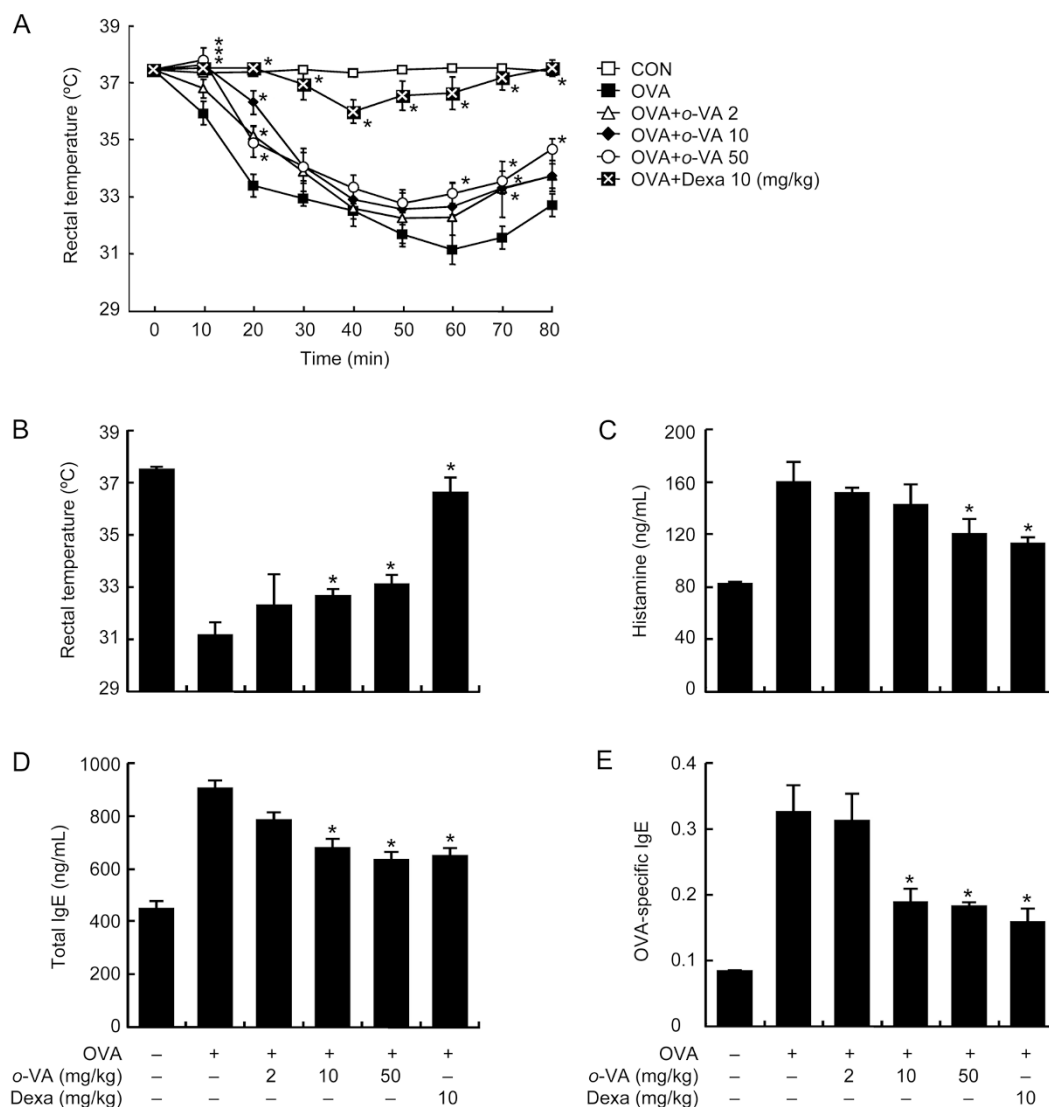 A
Rectal temperature (ºC)
39
37
35
33
31
29
0 10 20 30 40 50 60 70 80
Time (min)
* * *
* * * *
* * * * * *
* * * * *
CON
OVA
OVA+o-VA 2
OVA+o-VA 10
OVA+o-VA 50
OVA+Dexa 10 (mg/kg)
B
Rectal temperature (ºC)
39
37
35
33
31
29
* * *
C
Histamine (ng/mL)
200
160
120
80
40
0
* *
D
Total IgE (ng/mL)
1000
800
600
400
200
0
* * *
E
OVA-specific IgE
0.4
0.3
0.2
0.1
0
* * *
OVA – + + + + +
o-VA (mg/kg) – – 2 10 50 –
Dexa (mg/kg) – – – – – 10
OVA – + + + + +
o-VA (mg/kg) – – 2 10 50 –
Dexa (mg/kg) – – – – – 10